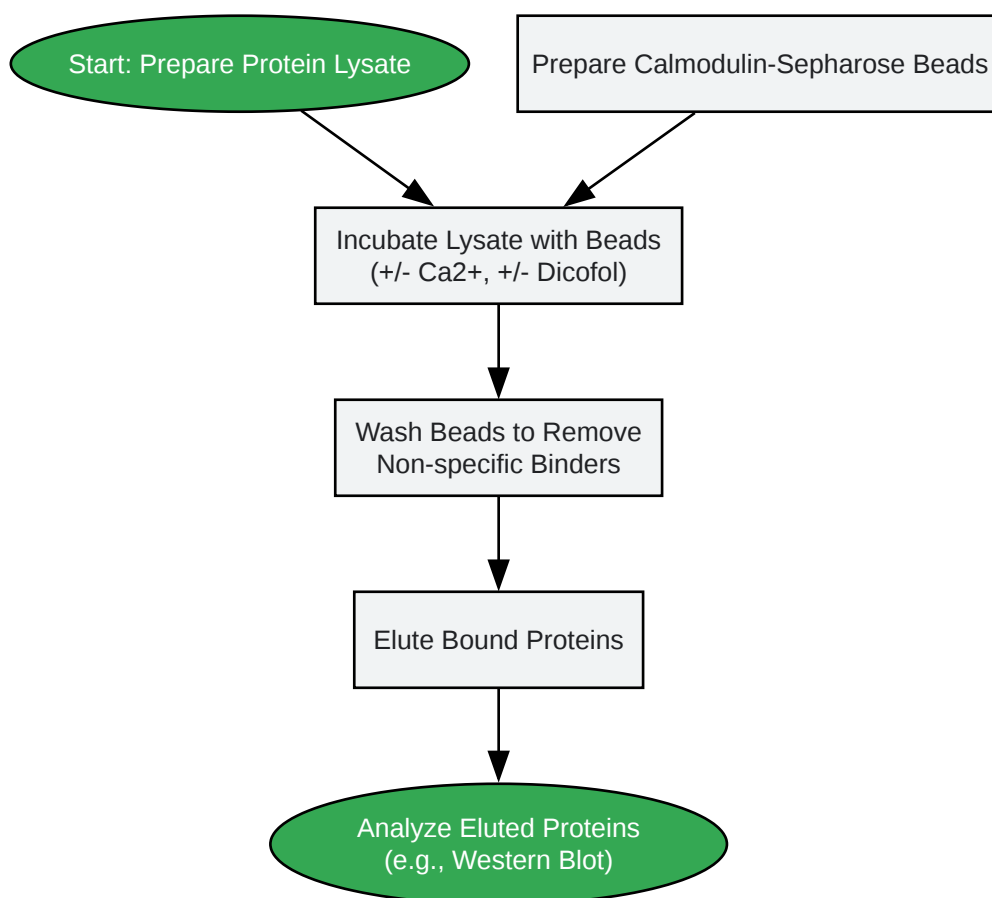 Start: Prepare Protein Lysate
Prepare Calmodulin-Sepharose Beads
Incubate Lysate with Beads
(+/- Ca2+, +/- Dicofol)
Wash Beads to Remove
Non-specific Binders
Elute Bound Proteins
Analyze Eluted Proteins
(e.g., Western Blot)